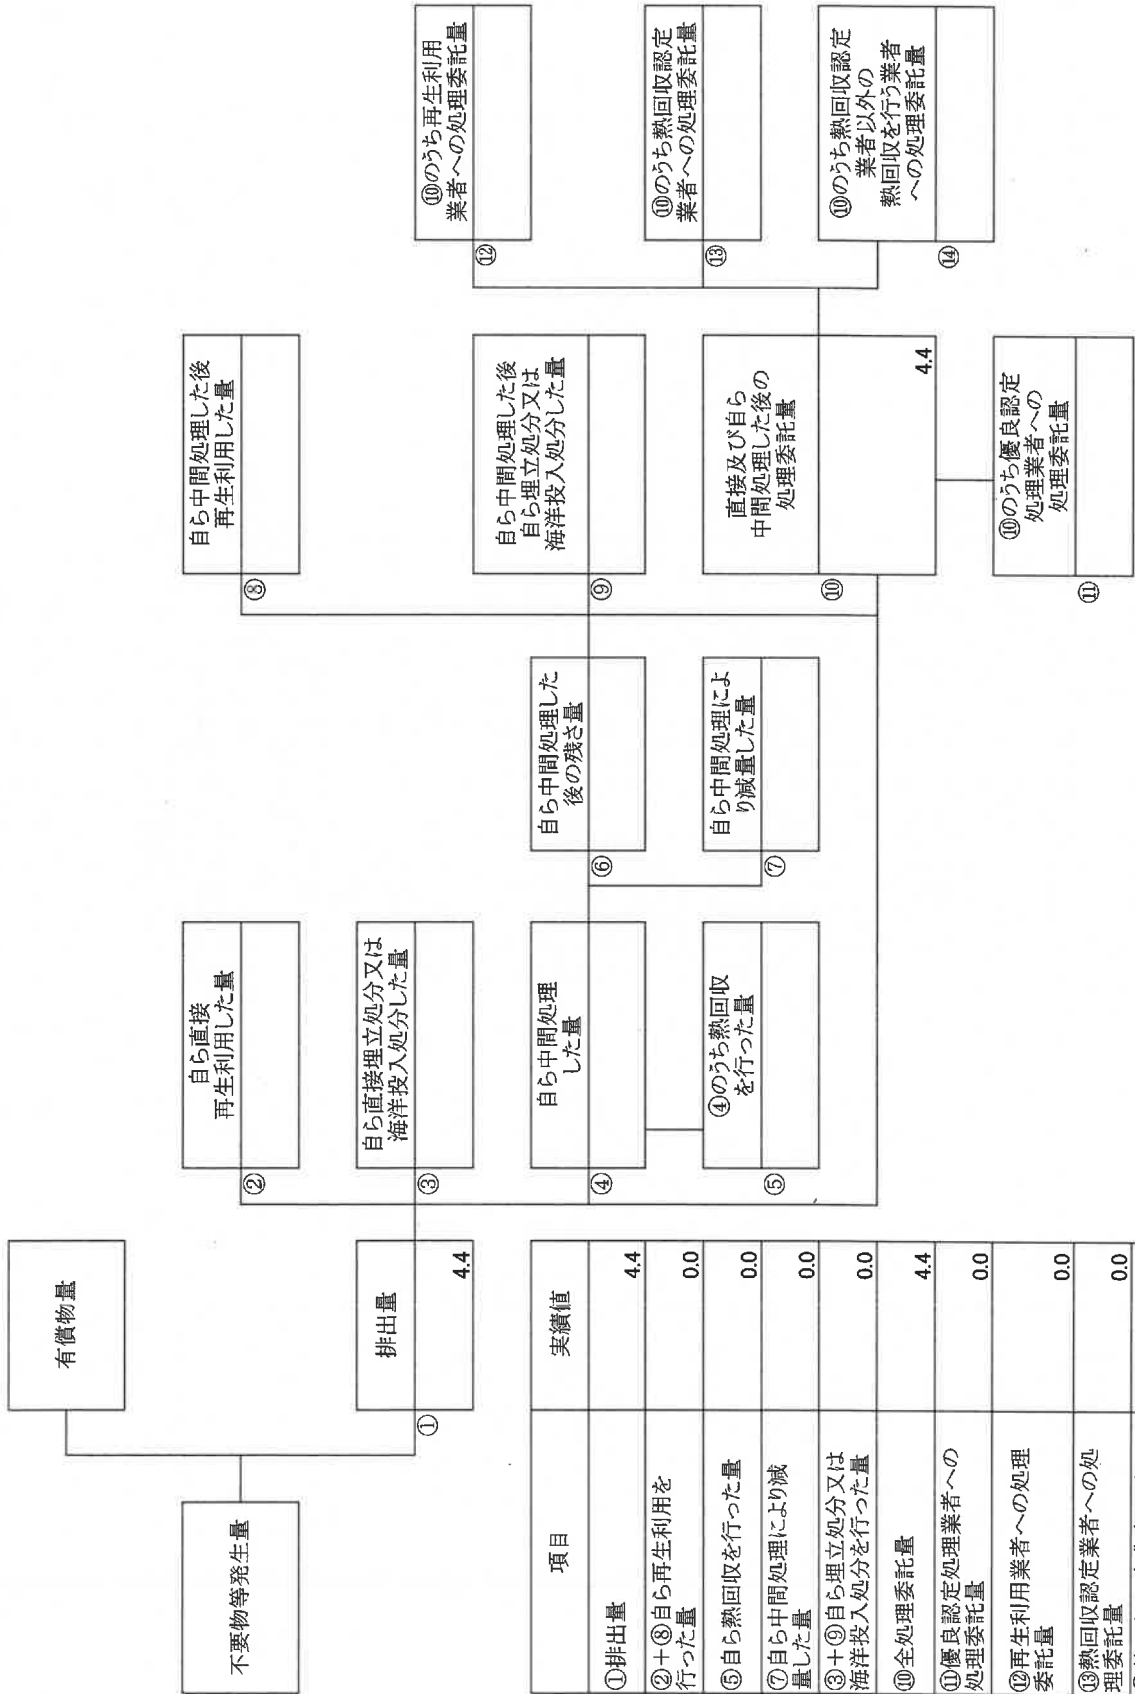 不要物等発生量
有償物量
排出量
①
4.4
自ら直接
再生利用した量
②
自ら直接埋立処分又は
海洋投入処分した量
③
自ら中間処理
した量
④
④のうち熱回収
を行った量
⑤
自ら中間処理した
後の残さ量
⑥
自ら中間処理によ
り減量した量
⑦
自ら中間処理した後
再生利用した量
⑧
自ら中間処理した後
自ら埋立処分又は
海洋投入処分した量
⑨
直接及び自ら
中間処理した後の
処理委託量
⑩
4.4
⑩のうち優良認定
処理業者への
処理委託量
⑪
⑩のうち再生利用
業者への処理委託量
⑫
⑩のうち熱回収認定
業者への処理委託量
⑬
⑩のうち熱回収認定
業者以外の
熱回収を行う業者
への処理委託量
⑭
項目 実績値
①排出量 4.4
②+⑧自ら再生利用を
行った量 0.0
⑤自ら熱回収を行った量 0.0
⑦自ら中間処理により減
量した量 0.0
③+⑨自ら埋立処分又は
海洋投入処分を行った量 0.0
⑩全処理委託量 4.4
⑪優良認定処理業者への
処理委託量 0.0
⑫再生利用業者への処理
委託量 0.0
⑬熱回収認定業者への処
理委託量 0.0